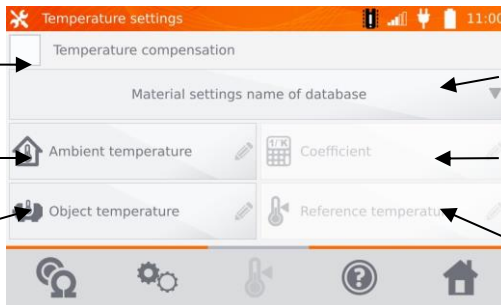 Temperature settings 11:00
Temperature compensation
Material settings name of database
Ambient temperature
1/°K
Coefficient
Object temperature
Reference temperature
?